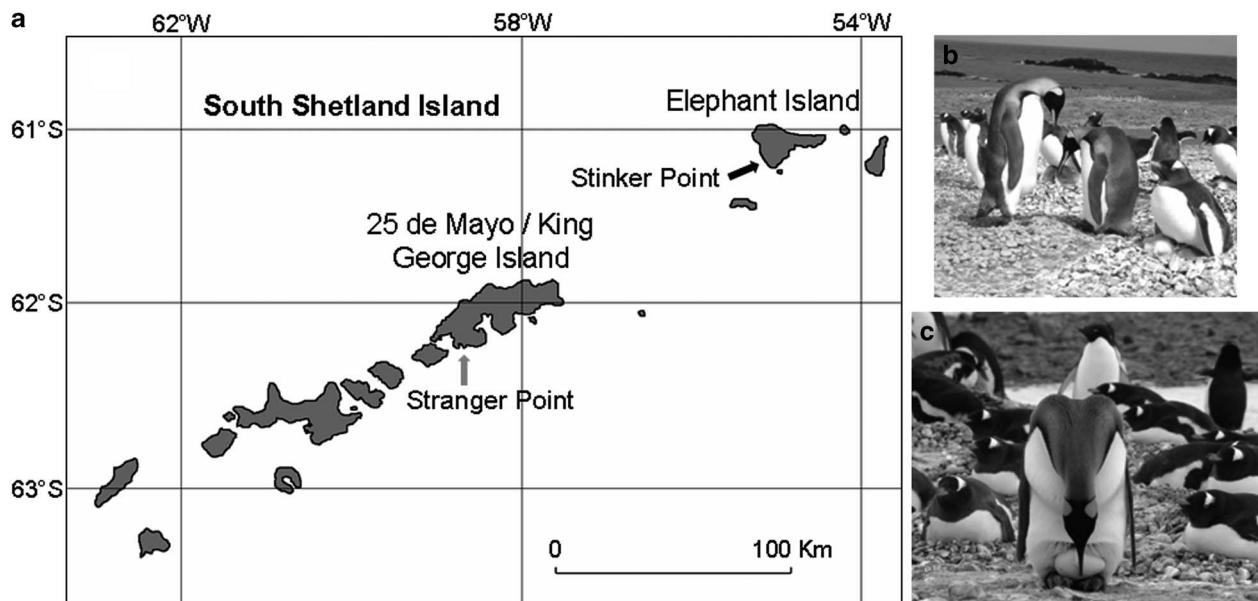 a
62°W 58°W 54°W
South Shetland Island
Elephant Island
61°S
Stinker Point
25 de Mayo / King
George Island
62°S
Stranger Point
63°S
0 100 Km
b
c